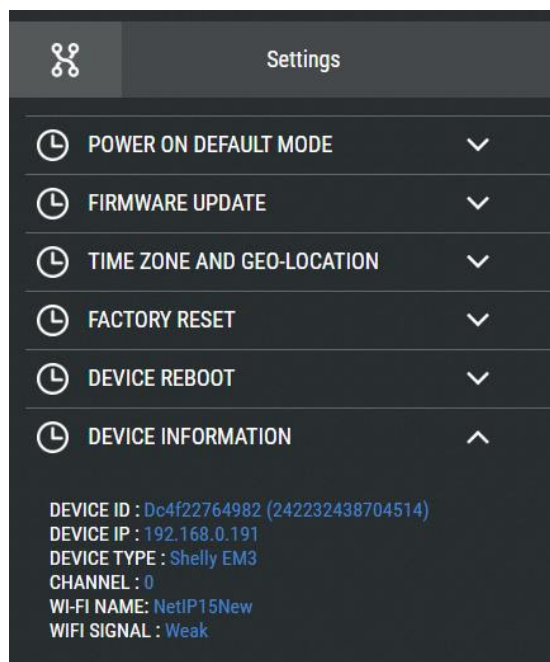 Settings
POWER ON DEFAULT MODE
FIRMWARE UPDATE
TIME ZONE AND GEO-LOCATION
FACTORY RESET
DEVICE REBOOT
DEVICE INFORMATION
DEVICE ID : Dc4f22764982 (242232438704514)
DEVICE IP : 192.168.0.191
DEVICE TYPE : Shelly EM3
CHANNEL : 0
WI-FI NAME: NetIP15New
WIFI SIGNAL : Weak